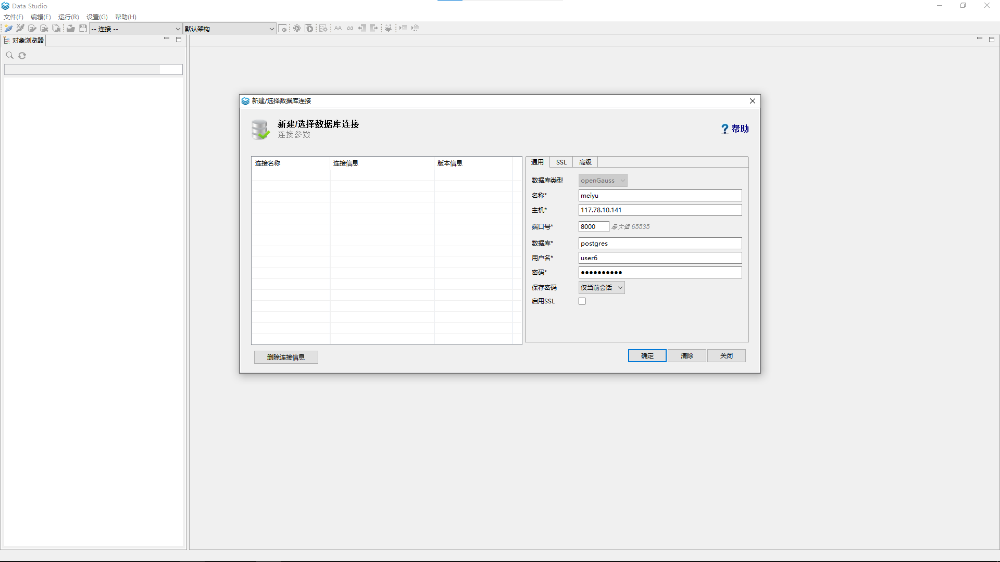 Data Studio
文件(F) 编辑(E) 运行(R) 设置(G) 帮助(H)
-- 连接 -- 默认架构 AA aa
对象浏览器
新建/选择数据库连接
新建/选择数据库连接
连接参数
帮助
连接名称 连接信息 版本信息
通用 SSL 高级
数据库类型 openGauss
名称* meiyu
主机* 117.78.10.141
端口号* 8000 最大值 65535
数据库* postgres
用户名* user6
密码* ●●●●●●●●●●
保存密码 仅当前会话
启用SSL
删除连接信息 确定 清除 关闭